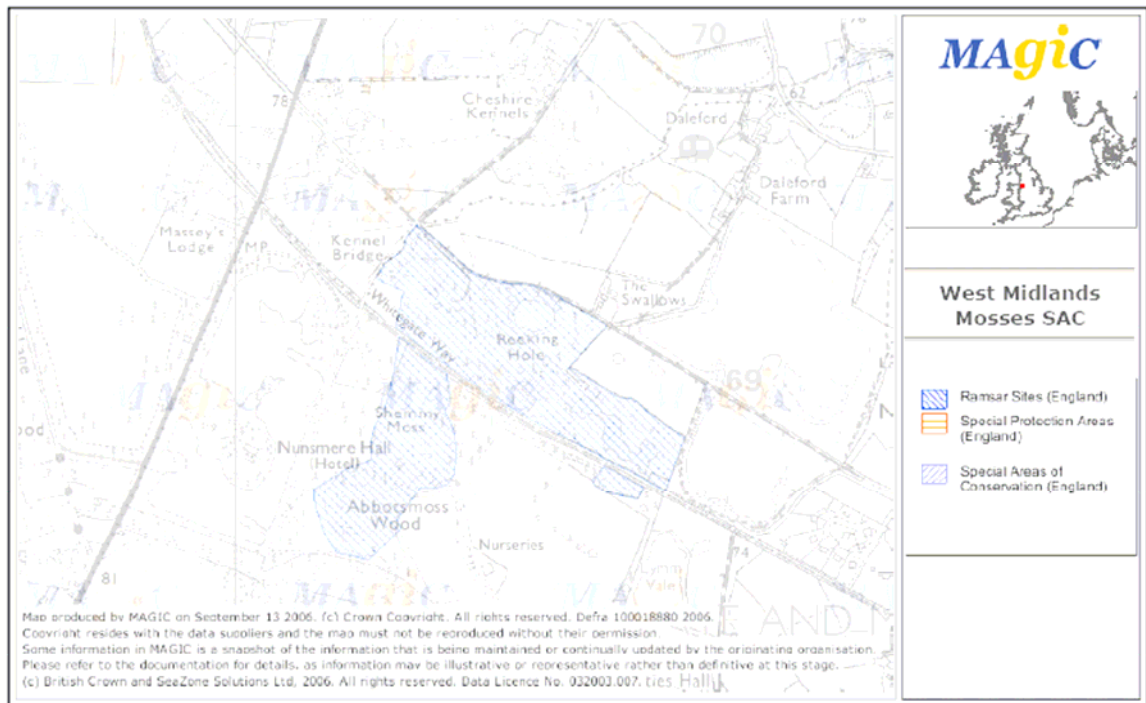 MAgiC
West Midlands
Mosses SAC
Ramsar Sites (England)
Special Protection Areas
(England)
Special Areas of
Conservation (England)
70
62
78
Cheshire
Kennels
Daleford
Daleford
Farm
Massey's
Lodge
MP
Kennel
Bridge
The
Swallows
Whitegate Way
Reeking
Hole
69
Shemmy
Moss
Nunsmere Hall
(Hotel)
Abbotsmoss
Wood
Nurseries
74
Lymm
Vale
81
Map produced by MAGIC on September 13 2006. (c) Crown Copyright. All rights reserved. Defra 100018880 2006.
Copyright resides with the data suppliers and the map must not be reproduced without their permission.
Some information in MAGIC is a snapshot of the information that is being maintained or continually updated by the originating organisation.
Please refer to the documentation for details, as information may be illustrative or representative rather than definitive at this stage.
(c) British Crown and SeaZone Solutions Ltd, 2006. All rights reserved. Data Licence No. 032003.007.